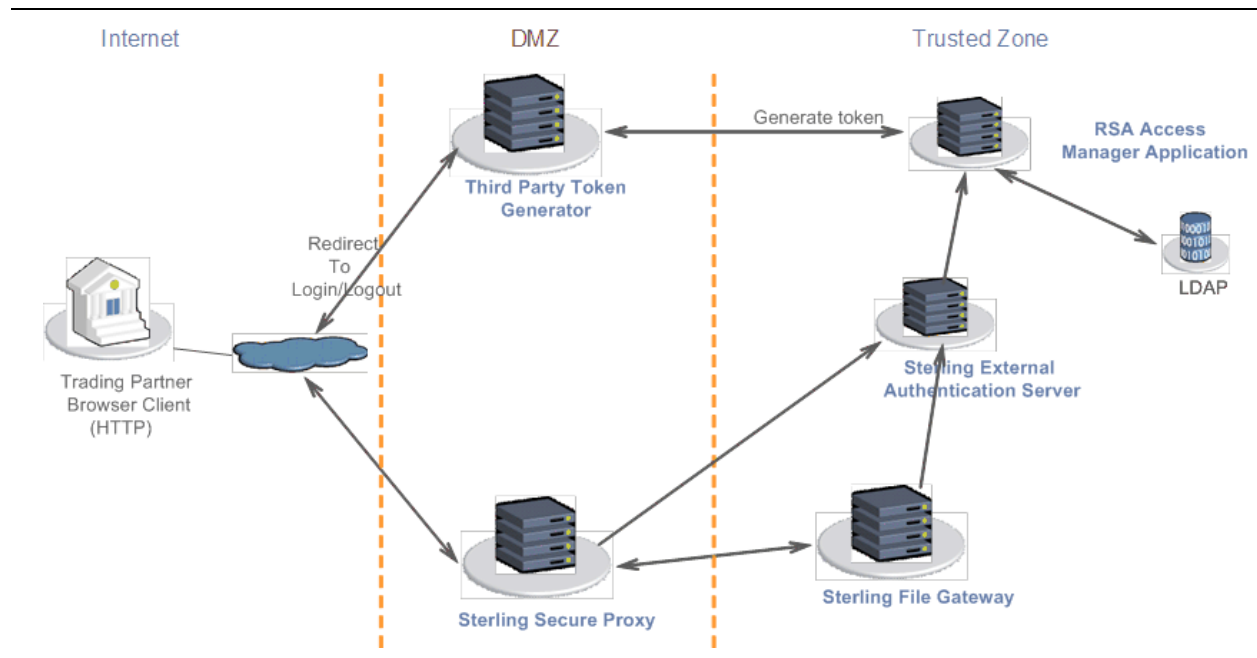 Internet
DMZ
Trusted Zone
Generate token
RSA Access
Manager Application
Third Party Token
Generator
Redirect
To
Login/Logout
LDAP
Trading Partner
Browser Client
(HTTP)
Sterling External
Authentication Server
Sterling File Gateway
Sterling Secure Proxy